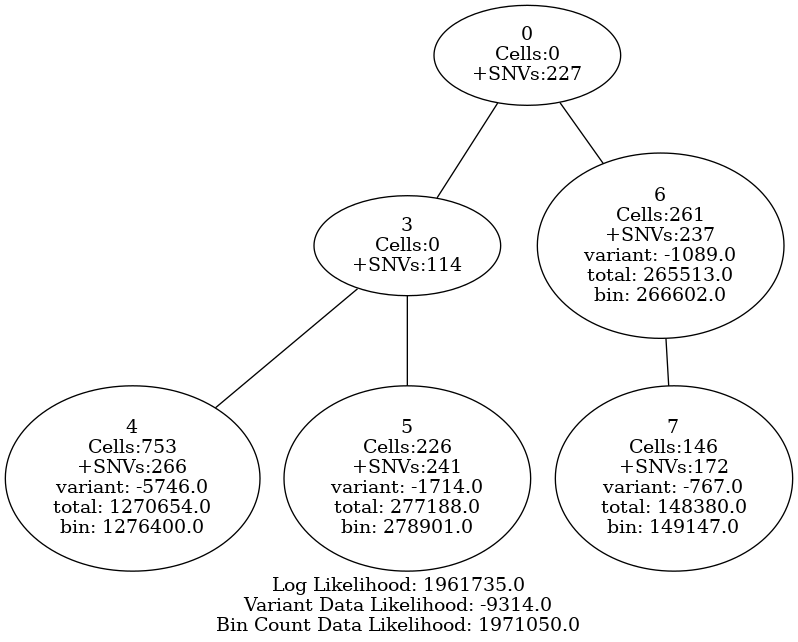 0
Cells:0
+SNVs:227
3
Cells:0
+SNVs:114
6
Cells:261
+SNVs:237
variant: -1089.0
total: 265513.0
bin: 266602.0
4
Cells:753
+SNVs:266
variant: -5746.0
total: 1270654.0
bin: 1276400.0
5
Cells:226
+SNVs:241
variant: -1714.0
total: 277188.0
bin: 278901.0
7
Cells:146
+SNVs:172
variant: -767.0
total: 148380.0
bin: 149147.0
Log Likelihood: 1961735.0
Variant Data Likelihood: -9314.0
Bin Count Data Likelihood: 1971050.0